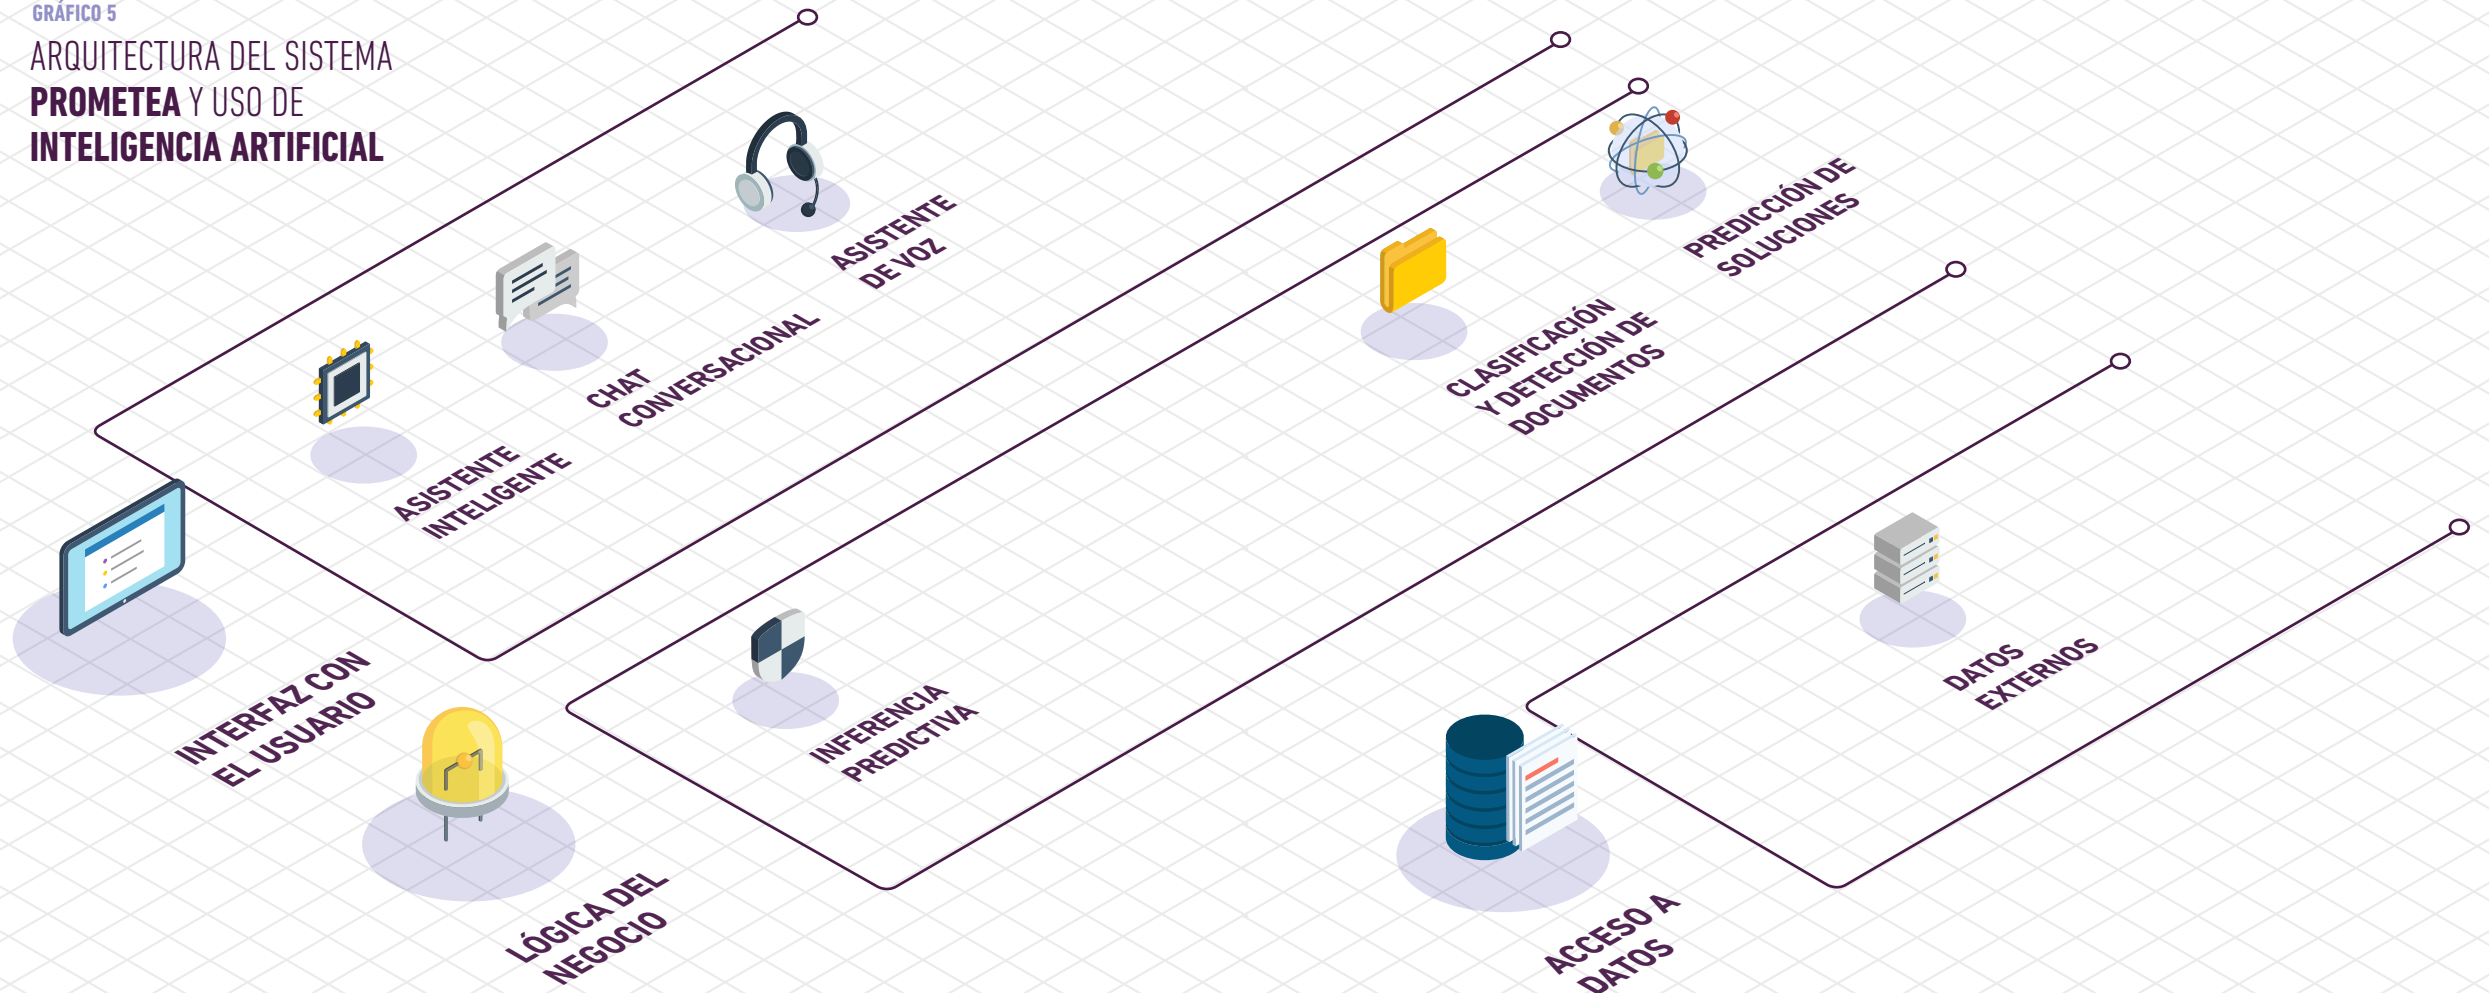 GRÁFICO 5
ARQUITECTURA DEL SISTEMA
PROMETEA Y USO DE
INTELIGENCIA ARTIFICIAL
ASISTENTE
DE VOZ
CHAT
CONVERSACIONAL
ASISTENTE
INTELIGENTE
INTERFAZ CON
EL USUARIO
PREDICCIÓN DE
SOLUCIONES
CLASIFICACIÓN
Y DETECCIÓN DE
DOCUMENTOS
INFERENCIA
PREDICTIVA
LÓGICA DEL
NEGOCIO
DATOS
EXTERNOS
ACCESO A
DATOS